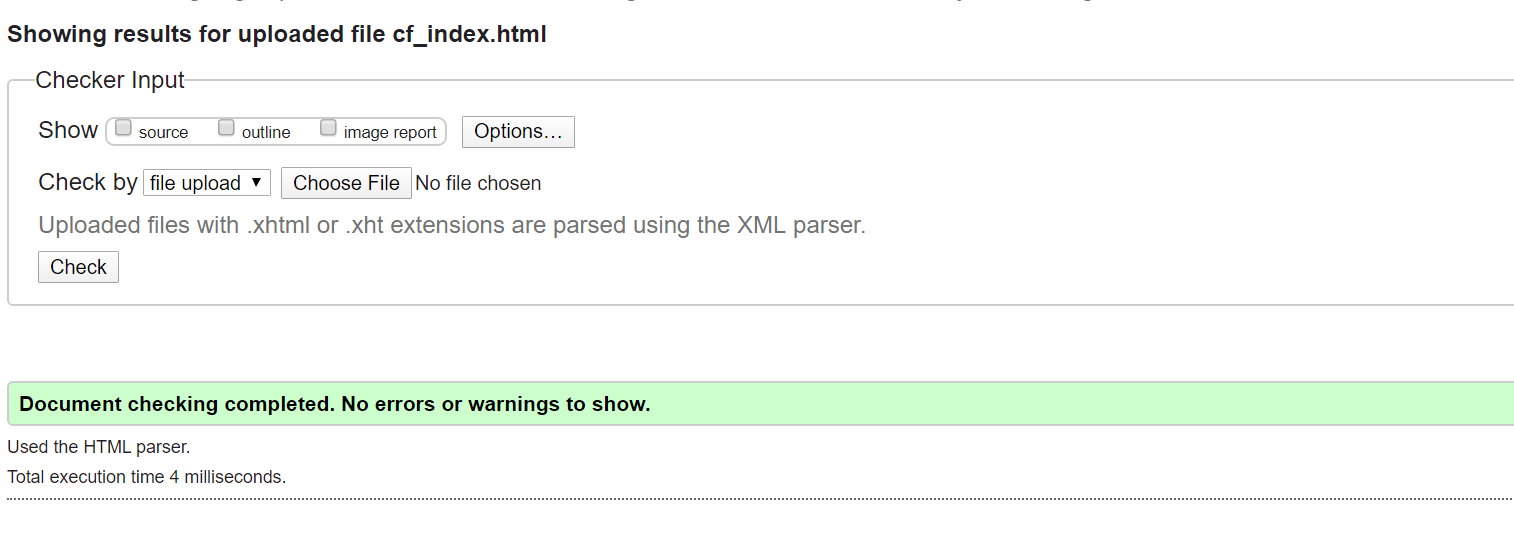 Showing results for uploaded file cf_index.html
Checker Input
Show source outline image report Options...
Check by file upload Choose File No file chosen
Uploaded files with .xhtml or .xht extensions are parsed using the XML parser.
Check
Document checking completed. No errors or warnings to show.
Used the HTML parser.
Total execution time 4 milliseconds.